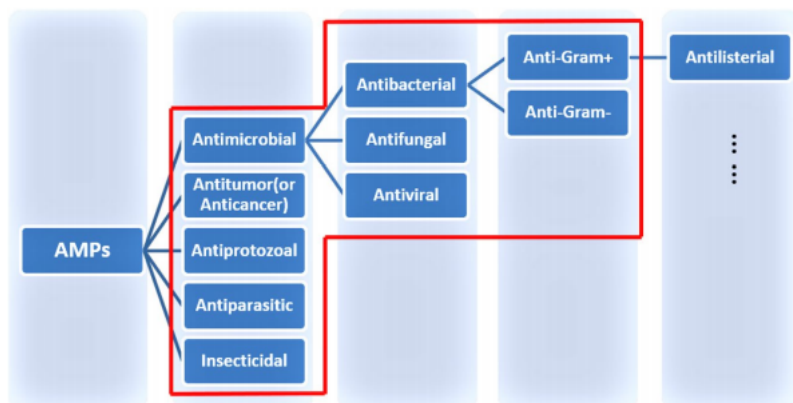 AMPs
Antimicrobial
Antitumor(or
Anticancer)
Antiprotozoal
Antiparasitic
Insecticidal
Antibacterial
Antifungal
Antiviral
Anti-Gram+
Anti-Gram-
Antilisterial